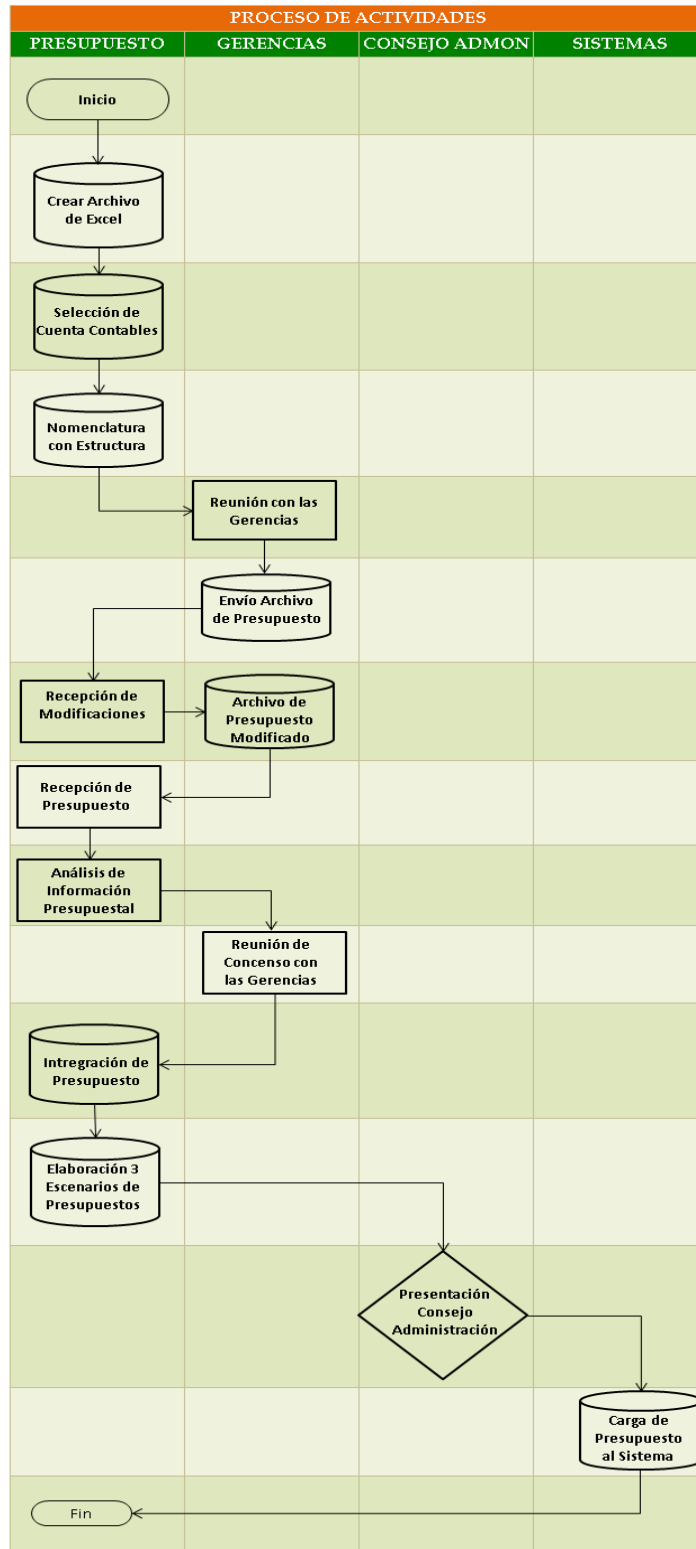 PROCESO DE ACTIVIDADES
PRESUPUESTO GERENCIAS CONSEJO ADMON SISTEMAS
Inicio
Crear Archivo
de Excel
Selección de
Cuenta Contables
Nomenclatura
con Estructura
Reunión con las
Gerencias
Envío Archivo
de Presupuesto
Recepción de
Modificaciones
Archivo de
Presupuesto
Modificado
Recepción de
Presupuesto
Análisis de
Información
Presupuestal
Reunión de
Concenso con
las Gerencias
Intregración de
Presupuesto
Elaboración 3
Escenarios de
Presupuestos
Presentación
Consejo
Administración
Carga de
Presupuesto
al Sistema
Fin